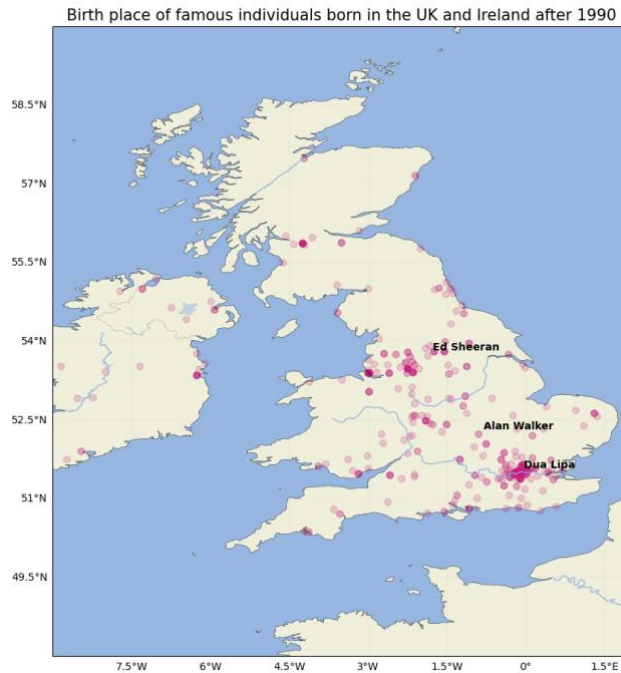 Birth place of famous individuals born in the UK and Ireland after 1990
58.5°N
57°N
55.5°N
54°N
Ed Sheeran
52.5°N
Alan Walker
Dua Lipa
51°N
49.5°N
7.5°W 6°W 4.5°W 3°W 1.5°W 0° 1.5°E